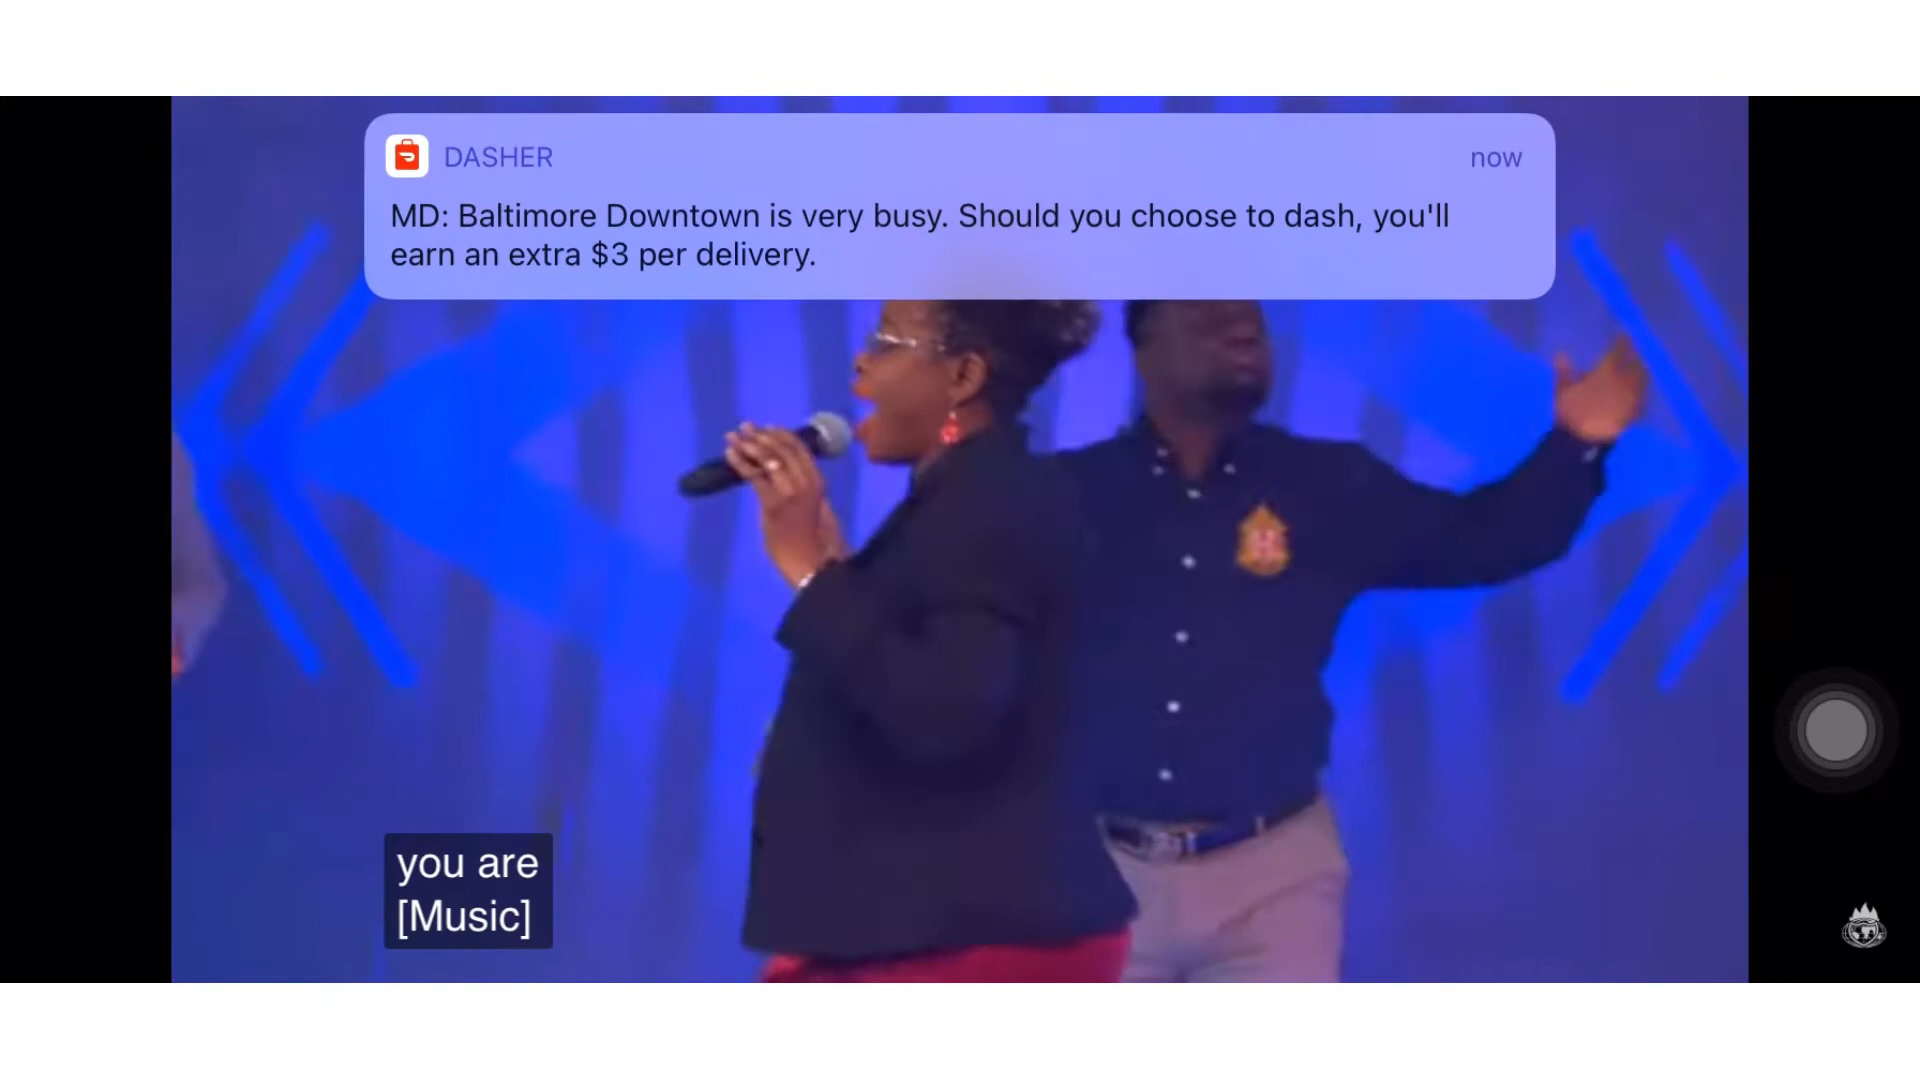 DASHER
now
MD: Baltimore Downtown is very busy. Should you choose to dash, you'll
earn an extra $3 per delivery.
you are
[Music]